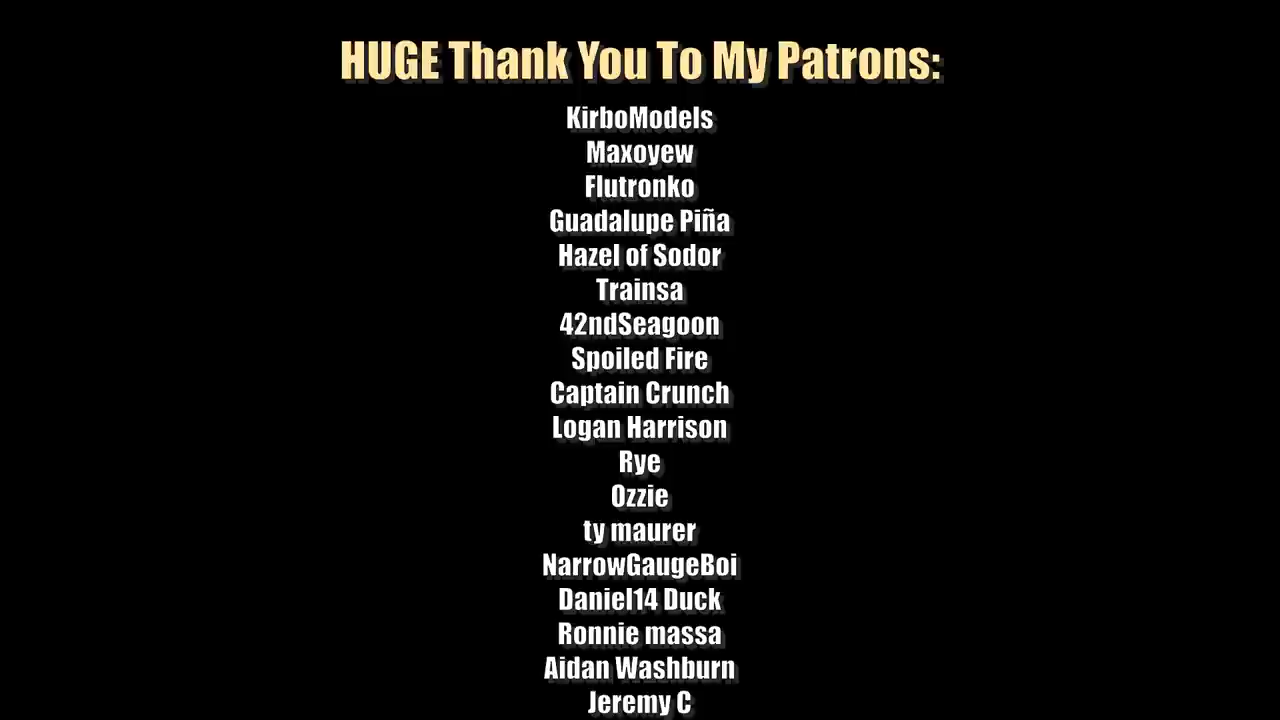 HUGE Thank You To My Patrons:
KirboModels
Maxoyew
Flutronko
Guadalupe Piña
Hazel of Sodor
Trainsa
42ndSeagoon
Spoiled Fire
Captain Crunch
Logan Harrison
Rye
Ozzie
ty maurer
NarrowGaugeBoi
Daniel14 Duck
Ronnie massa
Aidan Washburn
Jeremy C